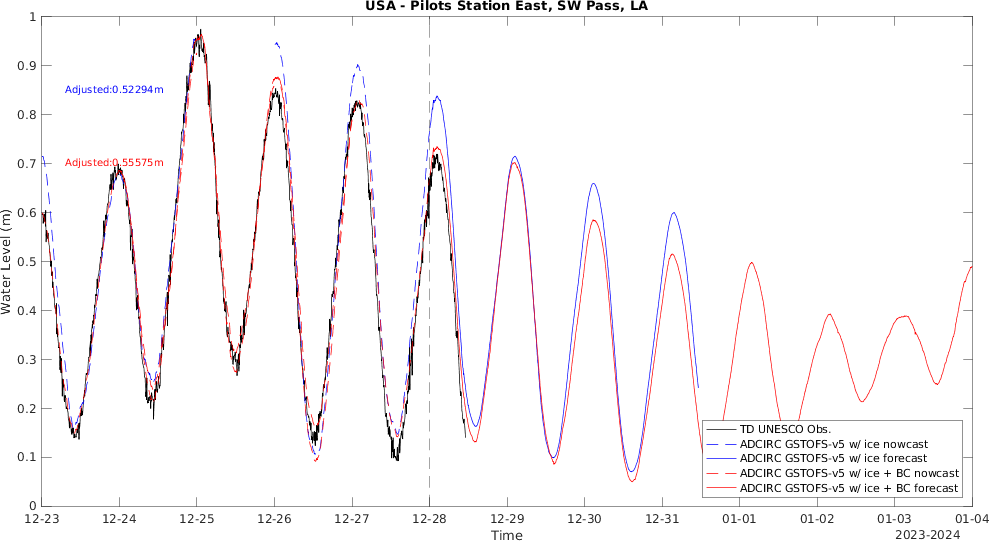 USA - Pilots Station East, SW Pass, LA
1
0.9
0.8
0.7
0.6
0.5
0.4
0.3
0.2
0.1
0
Water Level (m)
Adjusted:0.52294m
Adjusted:0.55575m
TD UNESCO Obs.
ADCIRC GSTOFS-v5 w/ ice nowcast
ADCIRC GSTOFS-v5 w/ ice forecast
ADCIRC GSTOFS-v5 w/ ice + BC nowcast
ADCIRC GSTOFS-v5 w/ ice + BC forecast
12-23 12-24 12-25 12-26 12-27 12-28 12-29 12-30 12-31 01-01 01-02 01-03 01-04
Time
2023-2024